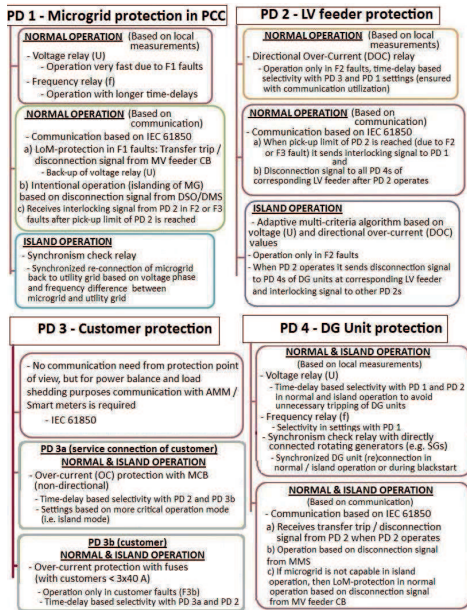 PD 1 - Microgrid protection in PCC
NORMAL OPERATION (Based on local
measurements)
- Voltage relay (U)
- Operation very fast due to F1 faults
- Frequency relay (f)
- Operation with longer time-delays
NORMAL OPERATION (Based on
communication)
- Communication based on IEC 61850
a) LoM-protection in F1 faults: Transfer trip /
disconnection signal from MV feeder CB
- Back-up of voltage relay (U)
b) Intentional operation (islanding of MG)
based on disconnection signal from DSO/DMS
c) Receives interlocking signal from PD 2 in F2 or F3
faults after pick-up limit of PD 2 is reached
ISLAND OPERATION
- Synchronism check relay
- Synchronized re-connection of microgrid
back to utility grid based on voltage phase
and frequency difference between
microgrid and utility grid
PD 2 - LV feeder protection
NORMAL OPERATION (Based on local
measurements)
- Directional Over-Current (DOC) relay
- Operation only in F2 faults, time-delay based
selectivity with PD 3 and PD 1 settings (ensured
with communication utilization)
NORMAL OPERATION (Based on
communication)
- Communication based on IEC 61850
a) When pick-up limit of PD 2 is reached (due to F2
or F3 fault) it sends interlocking signal to PD 1
and
b) Disconnection signal to all PD 4s of
corresponding LV feeder after PD 2 operates
ISLAND OPERATION
- Adaptive multi-criteria algorithm based on
voltage (U) and directional over-current (DOC)
values
- Operation only in F2 faults
- When PD 2 operates it sends disconnection signal
to PD 4s of DG units at corresponding LV feeder
and interlocking signal to other PD 2s
PD 3 - Customer protection
- No communication need from protection point
of view, but for power balance and load
shedding purposes communication with AMM /
Smart meters is required
- IEC 61850
PD 3a (service connection of customer)
NORMAL & ISLAND OPERATION
- Over-current (OC) protection with MCB
(non-directional)
- Time-delay based selectivity with PD 2 and PD 3b
- Settings based on more critical operation mode
(i.e. island mode)
PD 3b (customer)
NORMAL & ISLAND OPERATION
- Over-current protection with fuses
(with customers < 3x40 A)
- Operation only in customer faults (F3b)
- Time-delay based selectivity with PD 3a and PD 2
PD 4 - DG Unit protection
NORMAL & ISLAND OPERATION
(Based on local measurements)
- Voltage relay (U)
- Time-delay based selectivity with PD 1 and PD 2
in normal and island operation to avoid
unnecessary tripping of DG units
- Frequency relay (f)
- Selectivity in settings with PD 1
- Synchronism check relay with directly
connected rotating generators (e.g. SGs)
- Synchronized DG unit (re)connection in
normal / island operation or during blackstart
NORMAL & ISLAND OPERATION
(Based on communication)
- Communication based on IEC 61850
a) Receives transfer trip / disconnection
signal from PD 2 when PD 2 operates
b) Operation based on disconnection signal
from MMS
c) If microgrid is not capable in island
operation, then LoM-protection in normal
operation based on disconnection signal
from MV feeder CB